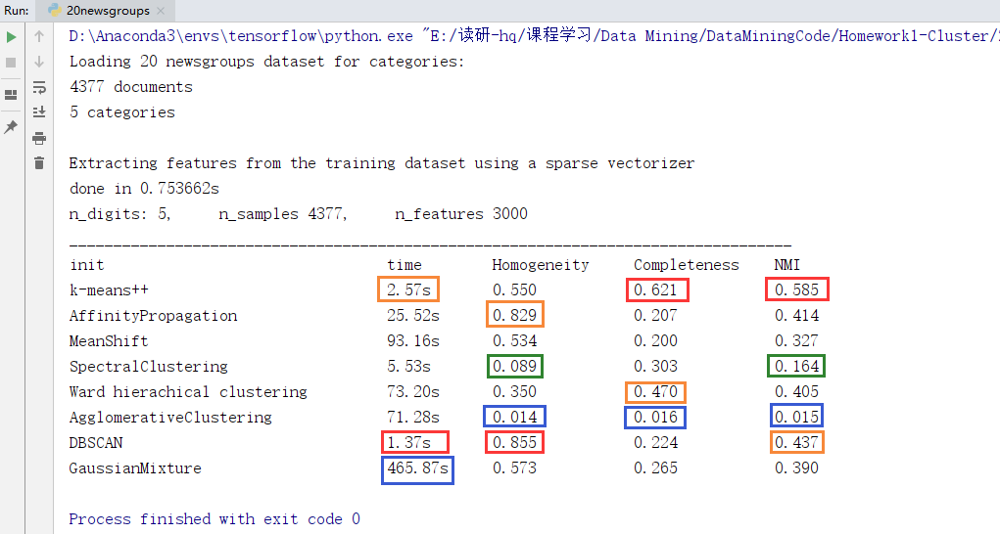 Run: 20newsgroups
D:\Anaconda3\envs\tensorflow\python.exe "E:/读研-hq/课程学习/Data Mining/DataMiningCode/Homework1-Cluster/
Loading 20 newsgroups dataset for categories:
4377 documents
5 categories
Extracting features from the training dataset using a sparse vectorizer
done in 0.753662s
n_digits: 5, n_samples 4377, n_features 3000
init time Homogeneity Completeness NMI
k-means++ 2.57s 0.550 0.621 0.585
AffinityPropagation 25.52s 0.829 0.207 0.414
MeanShift 93.16s 0.534 0.200 0.327
SpectralClustering 5.53s 0.089 0.303 0.164
Ward hierachical clustering 73.20s 0.350 0.470 0.405
AgglomerativeClustering 71.28s 0.014 0.016 0.015
DBSCAN 1.37s 0.855 0.224 0.437
GaussianMixture 465.87s 0.573 0.265 0.390
Process finished with exit code 0